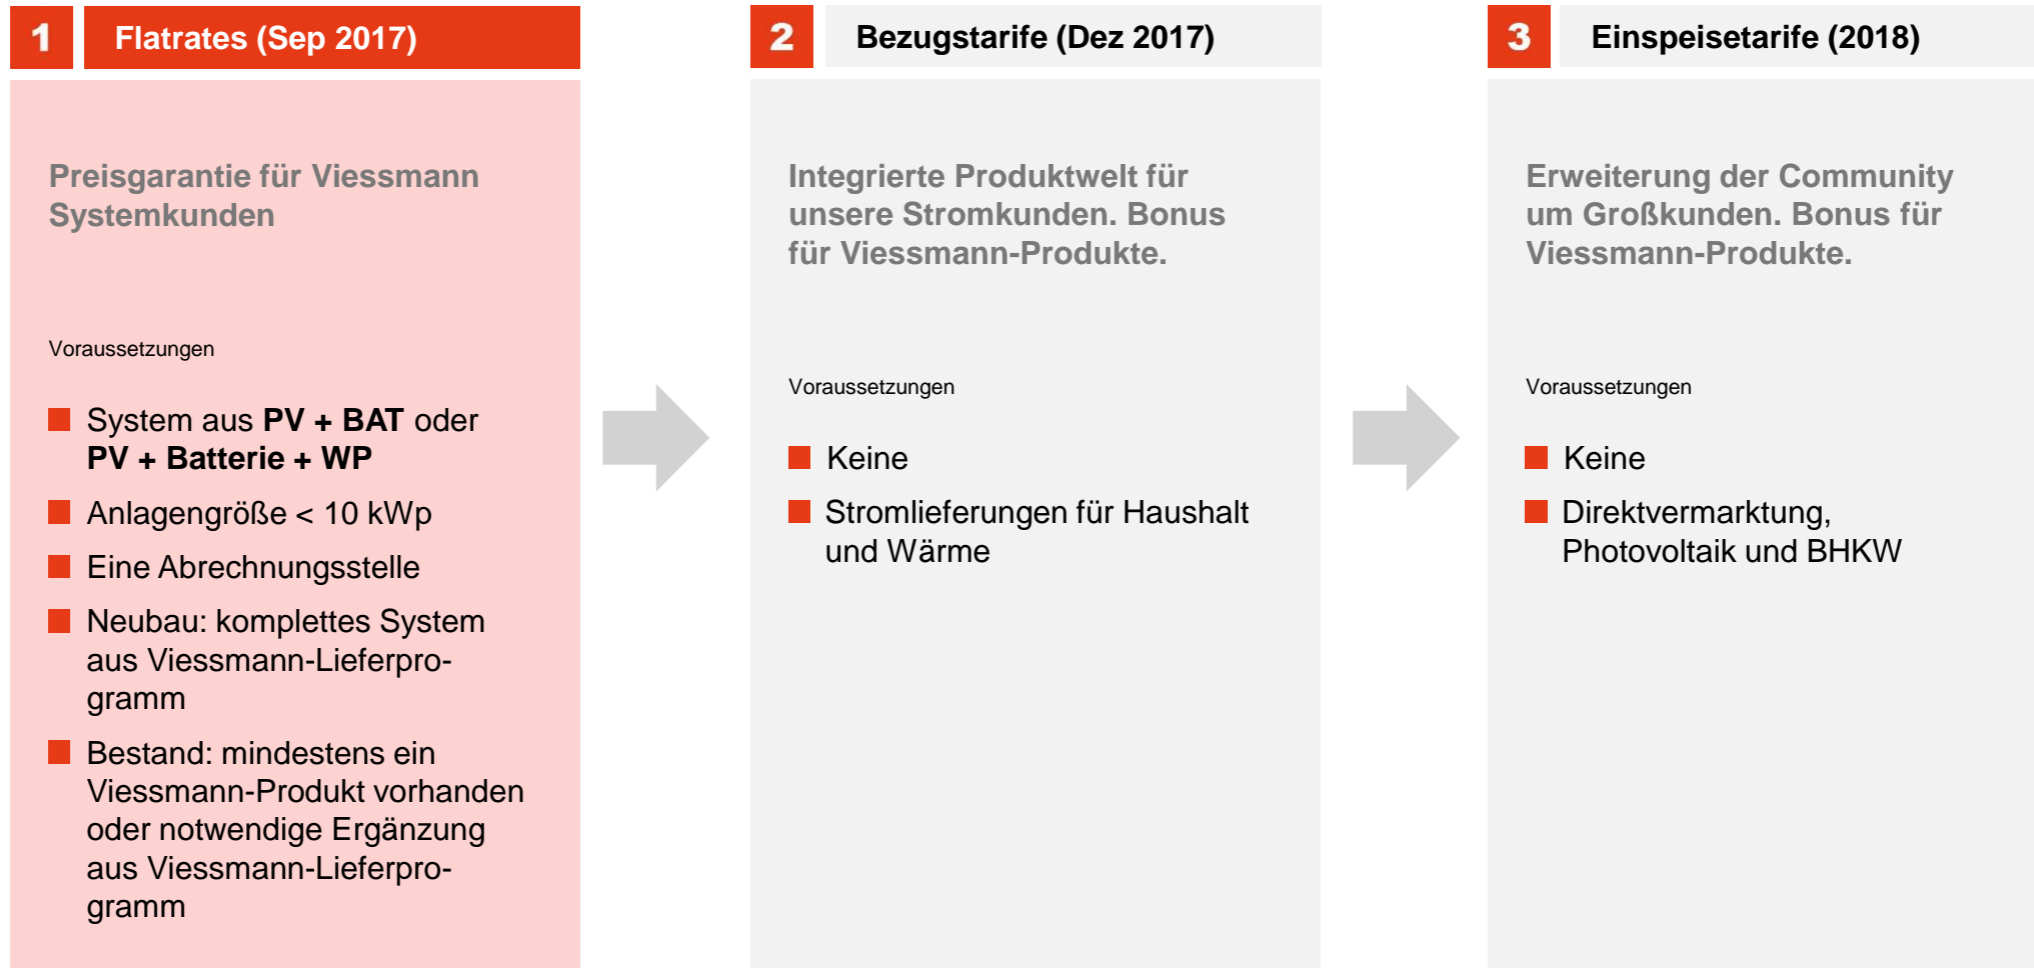 1
Flatrates (Sep 2017)
Preisgarantie für Viessmann
Systemkunden
Voraussetzungen
System aus PV + BAT oder
PV + Batterie + WP
Anlagengröße < 10 kWp
Eine Abrechnungsstelle
Neubau: komplettes System
aus Viessmann-Lieferpro-
gramm
Bestand: mindestens ein
Viessmann-Produkt vorhanden
oder notwendige Ergänzung
aus Viessmann-Lieferpro-
gramm
2
Bezugstarife (Dez 2017)
Integrierte Produktwelt für
unsere Stromkunden. Bonus
für Viessmann-Produkte.
Voraussetzungen
Keine
Stromlieferungen für Haushalt
und Wärme
3
Einspeisetarife (2018)
Erweiterung der Community
um Großkunden. Bonus für
Viessmann-Produkte.
Voraussetzungen
Keine
Direktvermarktung,
Photovoltaik und BHKW